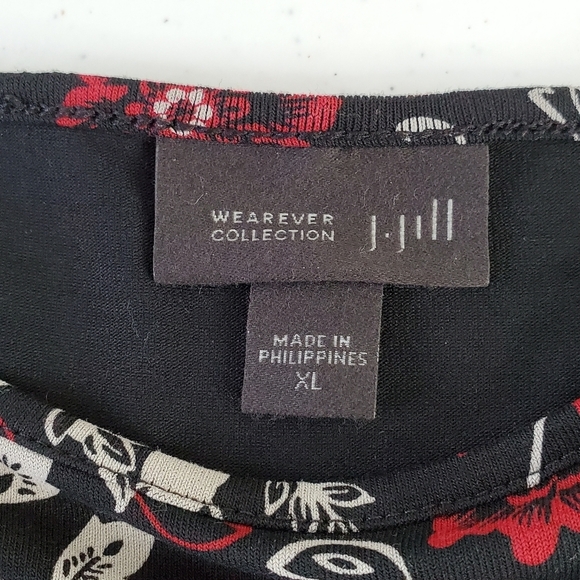 WEAREVER
COLLECTION
J.Jill
MADE IN
PHILIPPINES
XL